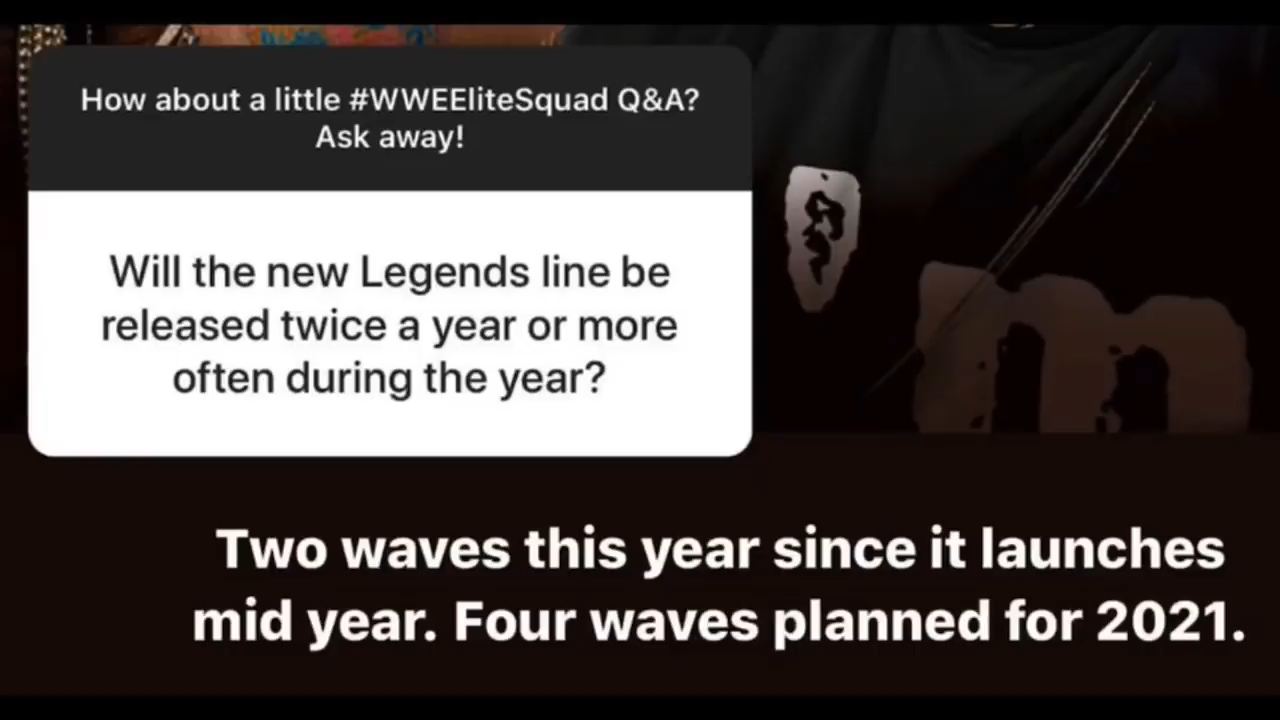 How about a little #WWEEliteSquad Q&A?
Ask away!
Will the new Legends line be
released twice a year or more
often during the year?
Two waves this year since it launches
mid year. Four waves planned for 2021.